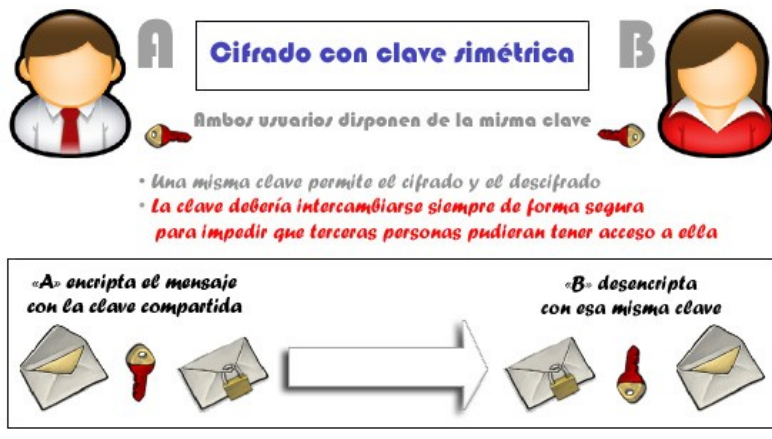 A
Cifrado con clave simétrica
B
Ambos usuarios disponen de la misma clave
• Una misma clave permite el cifrado y el descifrado
• La clave debería intercambiarse siempre de forma segura
para impedir que terceras personas pudieran tener acceso a ella
«A» encripta el mensaje
con la clave compartida
«B» desencripta
con esa misma clave